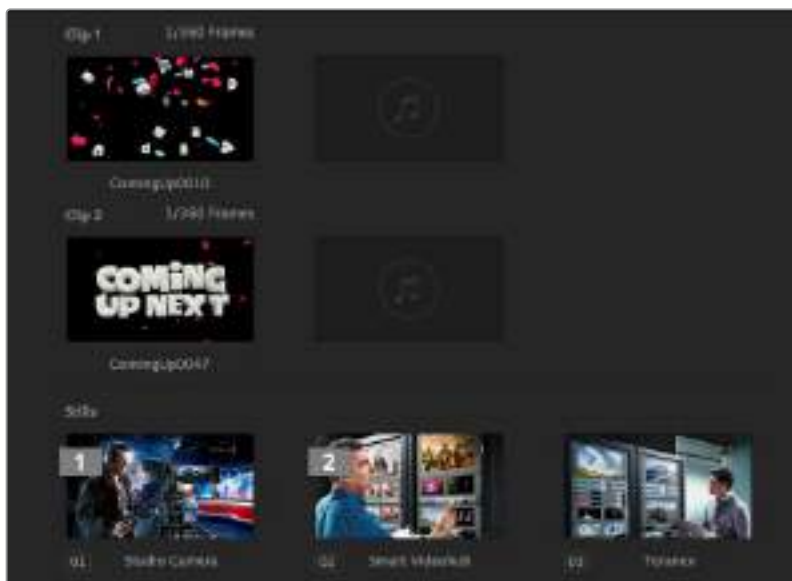 Clip 1 1/360 Frames
ComingUp0010
Clip 2 1/360 Frames
COMING
UP NEXT
ComingUp0047
Stills
1 2
01 Studio Camera 02 Smart Videohub 03 Teranex